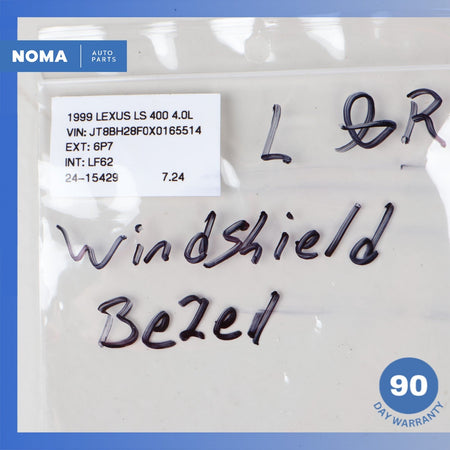 NOMA AUTO PARTS
1999 LEXUS LS 400 4.0L
VIN: JT8BH28F0X0165514
EXT: 6P7
INT: LF62
24-15429 7.24
L & R
Windshield
Bezel
90
DAY WARRANTY